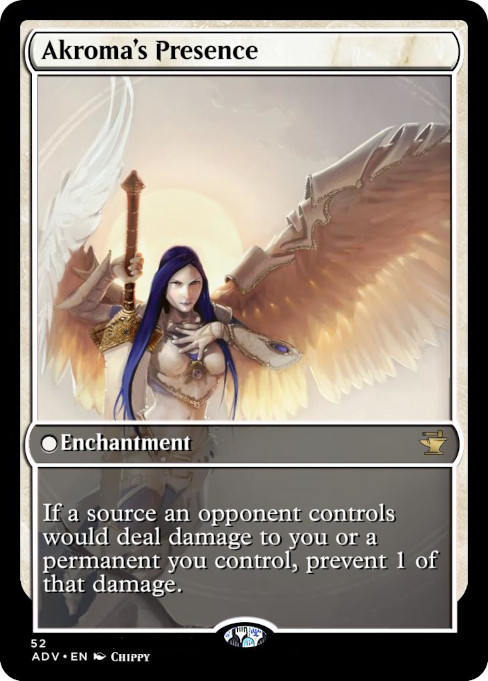 Akroma's Presence
Enchantment
If a source an opponent controls
would deal damage to you or a
permanent you control, prevent 1 of
that damage.
52
ADV • EN Chippy